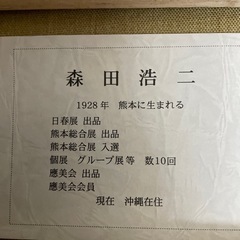 森田浩二
1928年 熊本に生まれる
日春展 出品
熊本総合展 出品
熊本総合展 入選
個展 グループ展等 数10回
應美会 出品
應美会会員
現在 沖縄在住